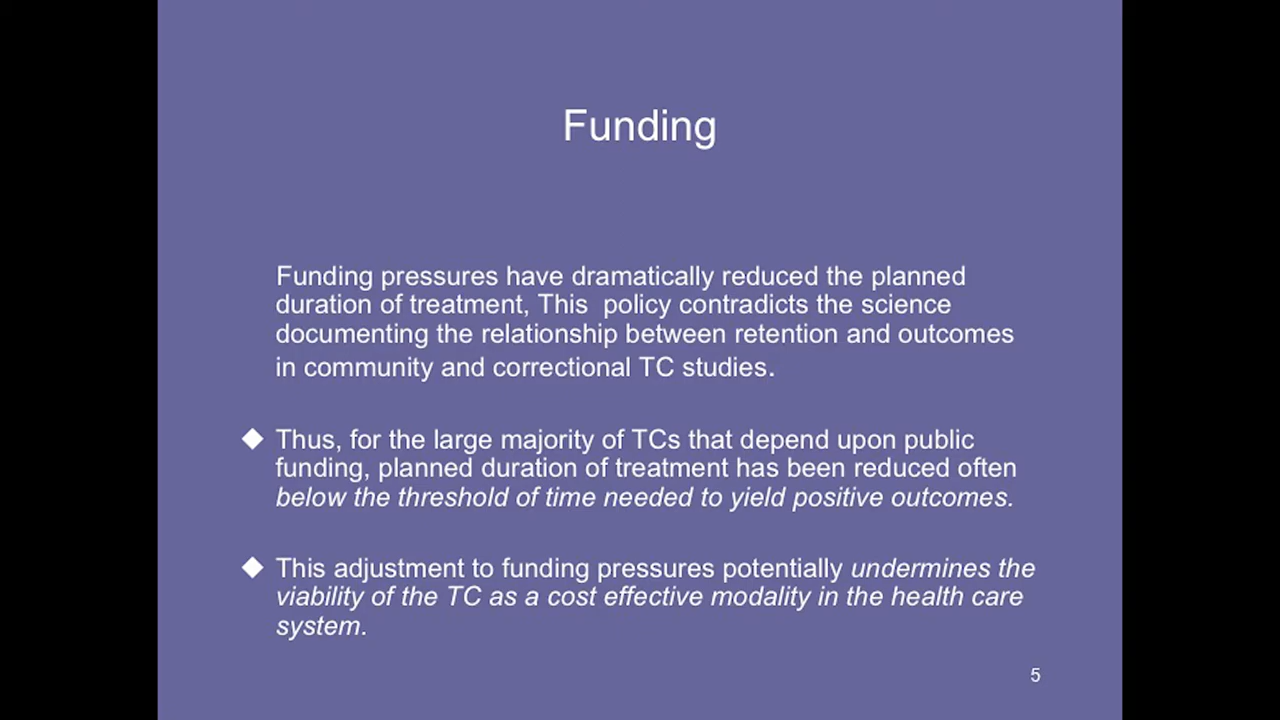 Funding
Funding pressures have dramatically reduced the planned
duration of treatment, This  policy contradicts the science
documenting the relationship between retention and outcomes
in community and correctional TC studies.
◆ Thus, for the large majority of TCs that depend upon public
funding, planned duration of treatment has been reduced often
below the threshold of time needed to yield positive outcomes.
◆ This adjustment to funding pressures potentially undermines the
viability of the TC as a cost effective modality in the health care
system.
5